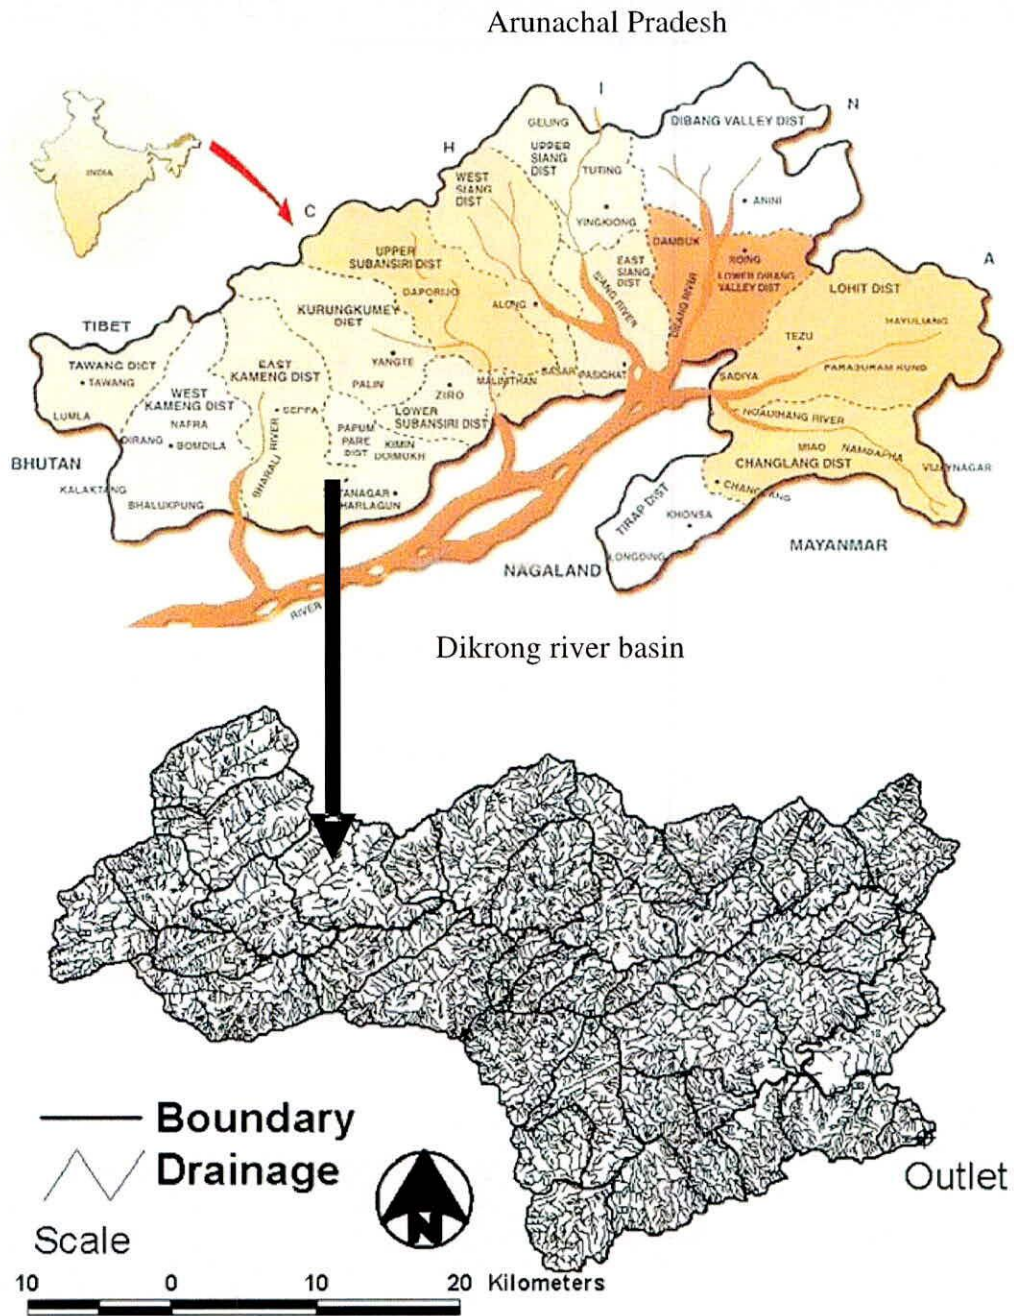 Arunachal Pradesh
I
N
GELING
DIBANG VALLEY DIST
H
UPPER
SIANG
DIST
TUTING
WEST
SIANG
DIST
INDIA
ANINI
C
YINGKIONG
DAMBUK
UPPER
SUBANSIRI DIST
EAST
SIANG
DIST
ROING
LOWER DIBANG
VALLEY DIST
A
LOHIT DIST
DAPORIJO
SIANG RIVER
DIBANG RIVER
KURUNGKUMEY
DIET
ALONG
HAYULIANG
TIBET
TEZU
TAWANG DICT
TAWANG
EAST
KAMENG DIST
YANGTE
PARASURAM KUND
WEST
KAMENG DIST
PALIN
MALINITHAN
BASAR
PASIGHAT
SADIYA
ZIRO
LUMLA
SEPPA
LOWER
SUBANSIRI DIST
NOADIHANG RIVER
NAFRA
DIRANG
BOMDILA
PAPUM
PARE
DIST
KIMIN
DOIMUKH
MIAO
NAMDAPHA
BHUTAN
BHARALI RIVER
CHANGLANG DIST
VIJAYNAGAR
KALAKTANG
TANAGAR
HARLAGUN
CHANGLANG
BHALUKPUNG
TIRAP DIST
KHONSA
MAYANMAR
LONGDING
NAGALAND
RIVER
Dikrong river basin
Boundary
Drainage
N
Outlet
Scale
10 0 10 20 Kilometers